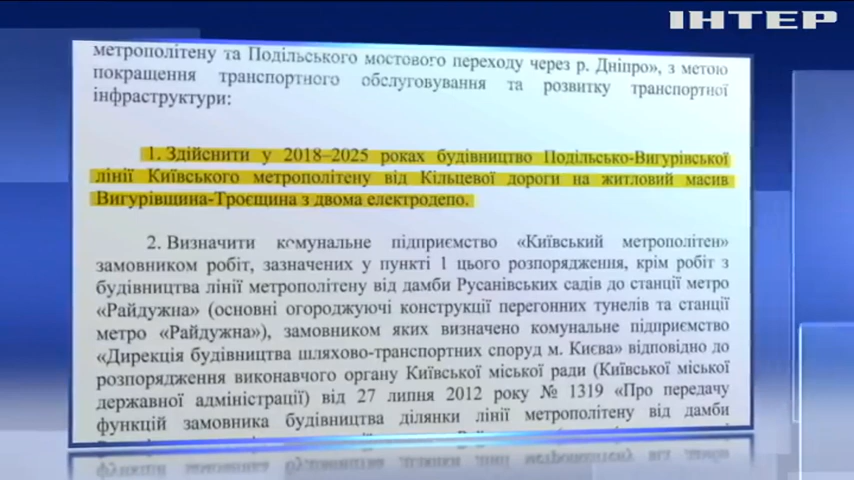 ІНТЕР
метрополітену та Подільського мостового переходу через р. Дніпро», з метою
покращення транспортного обслуговування та розвитку транспортної
інфраструктури:
1. Здійснити у 2018–2025 роках будівництво Подільсько-Вигурівської
лінії Київського метрополітену від Кільцевої дороги на житловий масив
Вигурівщина-Троєщина з двома електродепо.
2. Визначити комунальне підприємство «Київський метрополітен»
замовником робіт, зазначених у пункті 1 цього розпорядження, крім робіт з
будівництва лінії метрополітену від дамби Русанівських садів до станції метро
«Райдужна» (основні огороджуючі конструкції перегонних тунелів та станції
метро «Райдужна»), замовником яких визначено комунальне підприємство
«Дирекція будівництва шляхово-транспортних споруд м. Києва» відповідно до
розпорядження виконавчого органу Київської міської ради (Київської міської
державної адміністрації) від 27 липня 2012 року № 1319 «Про передачу
функцій замовника будівництва ділянки лінії метрополітену від дамби